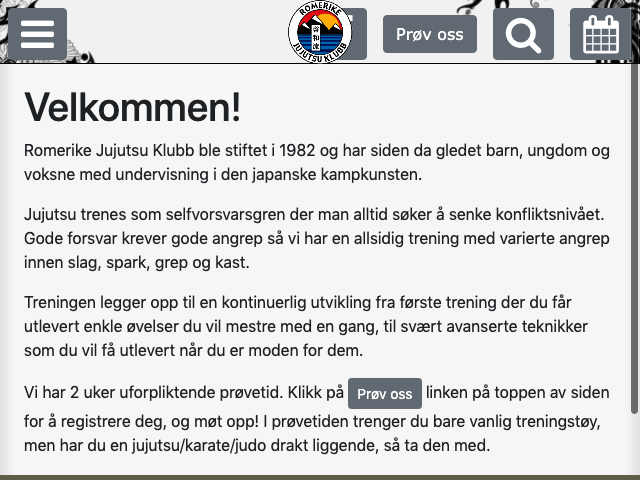 ROMERIKE
JUJUTSU KLUBB
Prøv oss
Velkommen!
Romerike Jujutsu Klubb ble stiftet i 1982 og har siden da gledet barn, ungdom og
voksne med undervisning i den japanske kampkunsten.
Jujutsu trenes som selfvorsvarsgren der man alltid søker å senke konfliktsnivået.
Gode forsvar krever gode angrep så vi har en allsidig trening med varierte angrep
innen slag, spark, grep og kast.
Treningen legger opp til en kontinuerlig utvikling fra første trening der du får
utlevert enkle øvelser du vil mestre med en gang, til svært avanserte teknikker
som du vil få utlevert når du er moden for dem.
Vi har 2 uker uforpliktende prøvetid. Klikk på Prøv oss linken på toppen av siden
for å registrere deg, og møt opp! I prøvetiden trenger du bare vanlig treningstøy,
men har du en jujutsu/karate/judo drakt liggende, så ta den med.